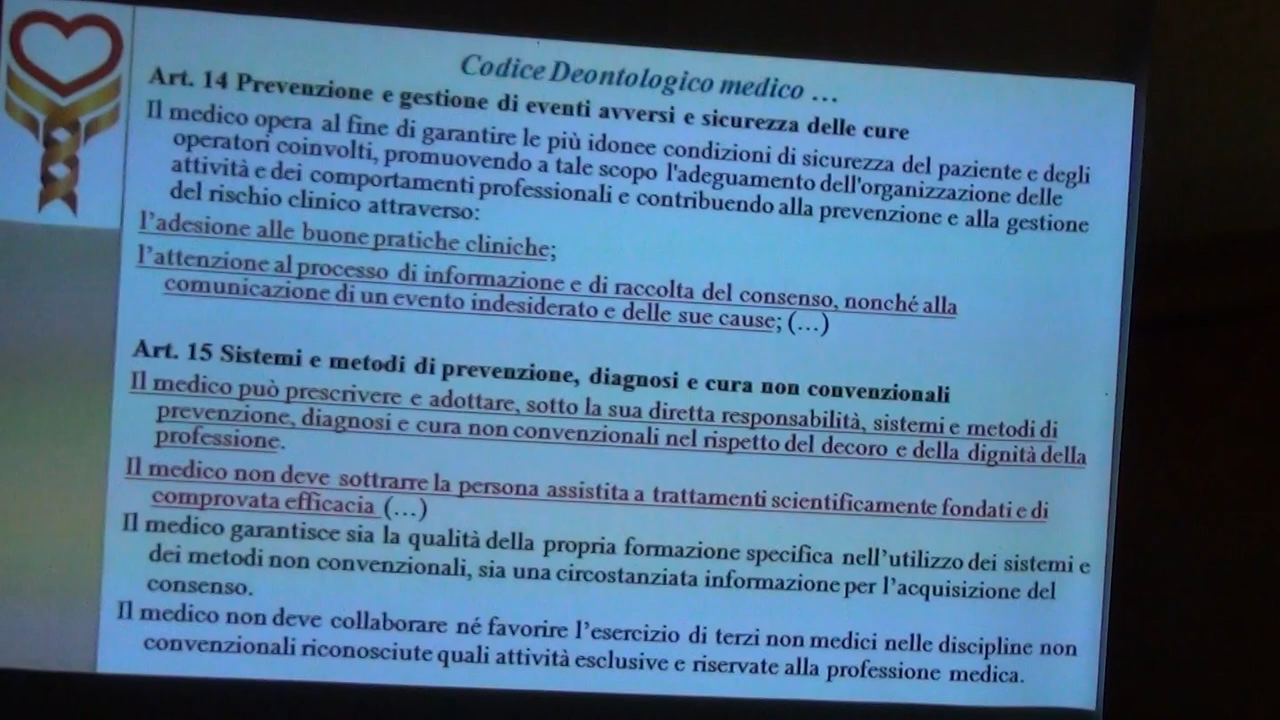 Codice Deontologico medico …
Art. 14 Prevenzione e gestione di eventi avversi e sicurezza delle cure
Il medico opera al fine di garantire le più idonee condizioni di sicurezza del paziente e degli
operatori coinvolti, promuovendo a tale scopo l'adeguamento dell'organizzazione delle
attività e dei comportamenti professionali e contribuendo alla prevenzione e alla gestione
del rischio clinico attraverso:
l’adesione alle buone pratiche cliniche;
l’attenzione al processo di informazione e di raccolta del consenso, nonché alla
comunicazione di un evento indesiderato e delle sue cause; (…)
Art. 15 Sistemi e metodi di prevenzione, diagnosi e cura non convenzionali
Il medico può prescrivere e adottare, sotto la sua diretta responsabilità, sistemi e metodi di
prevenzione, diagnosi e cura non convenzionali nel rispetto del decoro e della dignità della
professione.
Il medico non deve sottrarre la persona assistita a trattamenti scientificamente fondati e di
comprovata efficacia (…)
Il medico garantisce sia la qualità della propria formazione specifica nell’utilizzo dei sistemi e
dei metodi non convenzionali, sia una circostanziata informazione per l’acquisizione del
consenso.
Il medico non deve collaborare né favorire l’esercizio di terzi non medici nelle discipline non
convenzionali riconosciute quali attività esclusive e riservate alla professione medica.